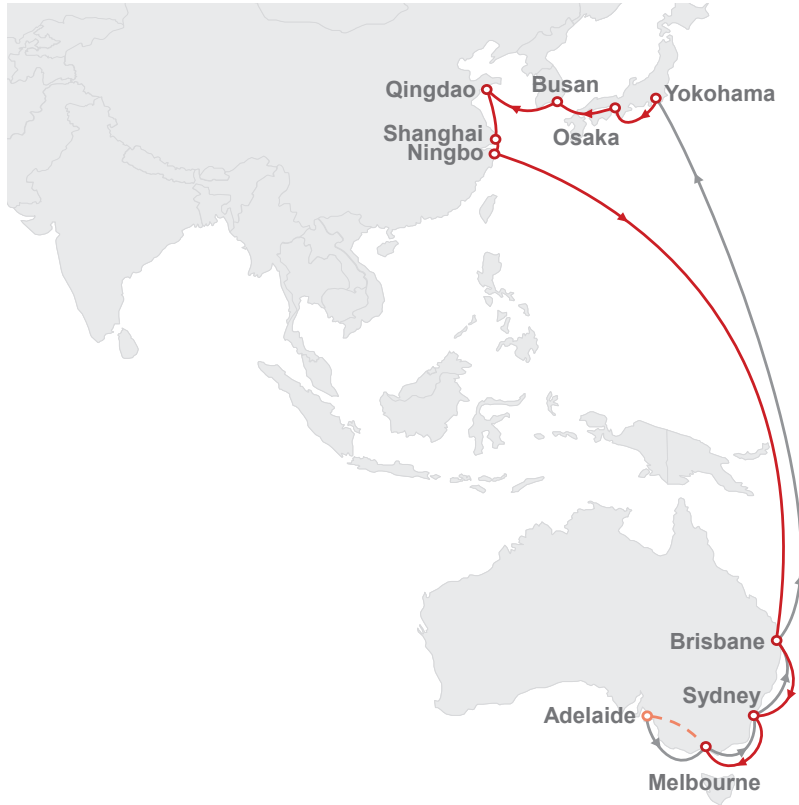 Qingdao
Busan
Yokohama
Shanghai
Osaka
Ningbo
Brisbane
Sydney
Adelaide
Melbourne